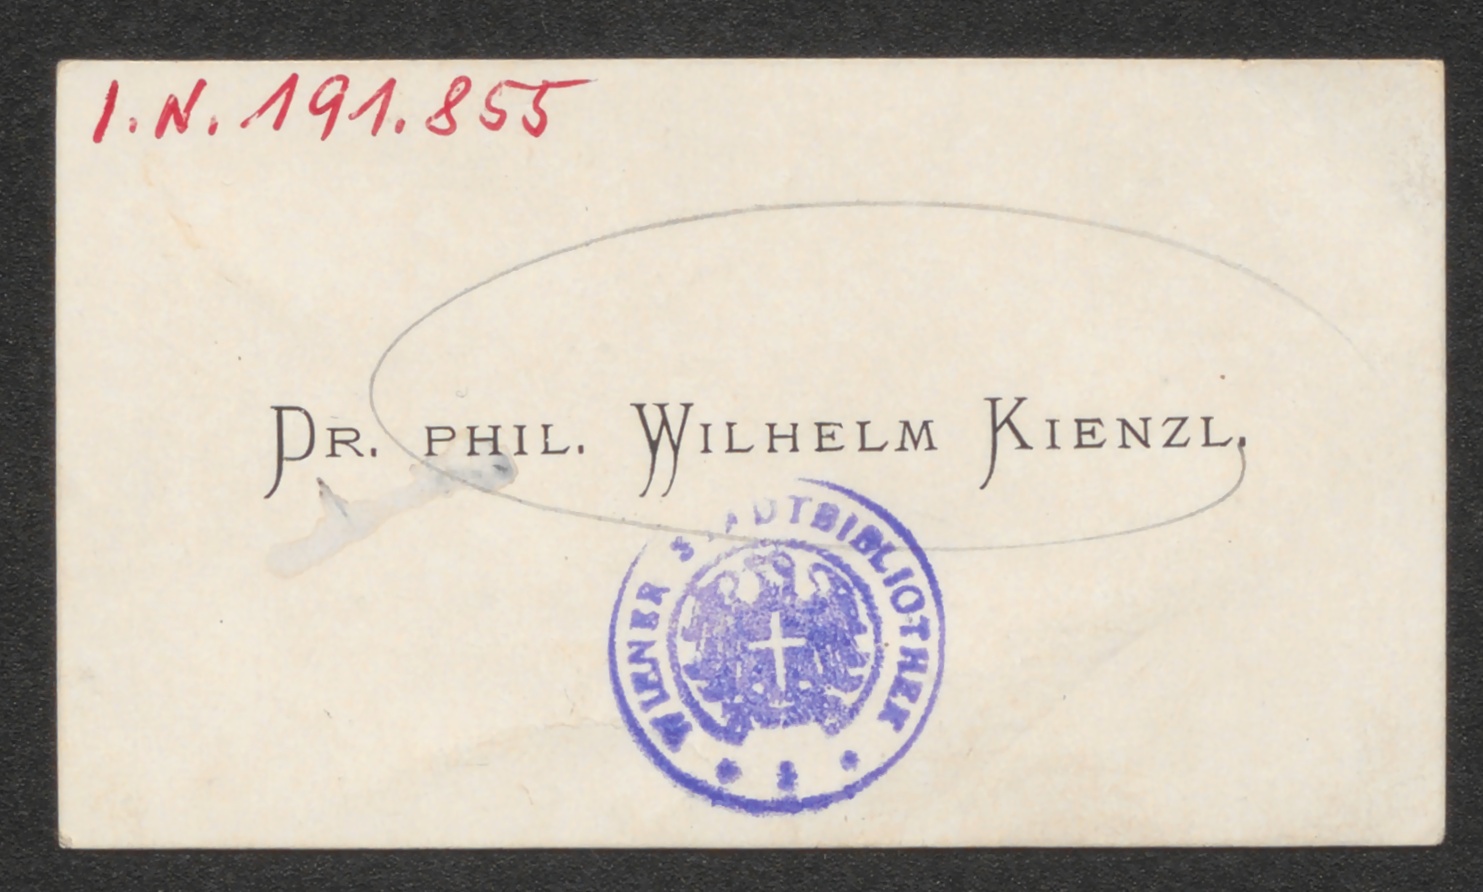 I.N. 191.855
DR. PHIL. WILHELM KIENZL.
WIENER STADTBIBLIOTHEK